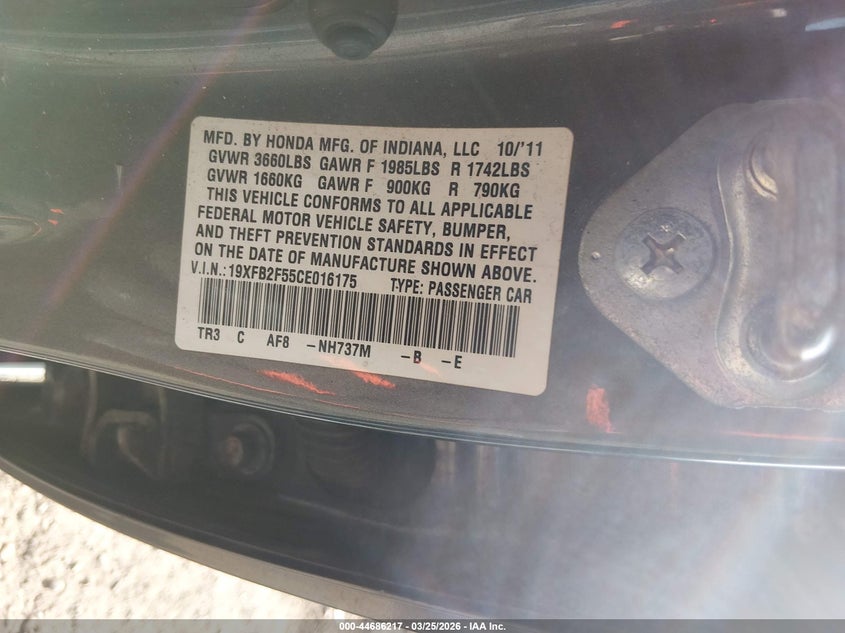 MFD. BY HONDA MFG. OF INDIANA, LLC 10/'11
GVWR 3660LBS GAWR F 1985LBS R 1742LBS
GVWR 1660KG GAWR F 900KG R 790KG
THIS VEHICLE CONFORMS TO ALL APPLICABLE
FEDERAL MOTOR VEHICLE SAFETY, BUMPER,
AND THEFT PREVENTION STANDARDS IN EFFECT
ON THE DATE OF MANUFACTURE SHOWN ABOVE.
V.I.N.:19XFB2F55CE016175 TYPE: PASSENGER CAR
TR3 C AF8 -NH737M -B -E
000-44686217 - 03/25/2026 - IAA Inc.